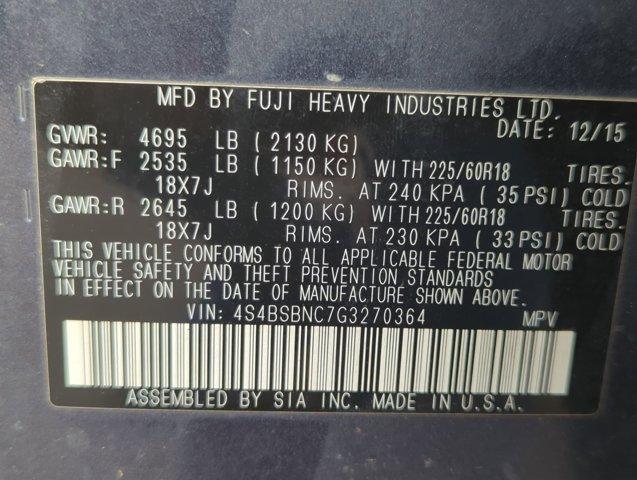 MFD BY FUJI HEAVY INDUSTRIES LTD.
DATE: 12/15
GVWR: 4695 LB ( 2130 KG)
GAWR:F 2535 LB ( 1150 KG) WITH 225/60R18 TIRES.
18X7J RIMS. AT 240 KPA ( 35 PSI) COLD
GAWR:R 2645 LB ( 1200 KG) WITH 225/60R18 TIRES.
18X7J RIMS. AT 230 KPA ( 33 PSI) COLD
THIS VEHICLE CONFORMS TO ALL APPLICABLE FEDERAL MOTOR
VEHICLE SAFETY AND THEFT PREVENTION STANDARDS
IN EFFECT ON THE DATE OF MANUFACTURE SHOWN ABOVE.
VIN: 4S4BSBNC7G3270364 MPV
ASSEMBLED BY SIA INC. MADE IN U.S.A.